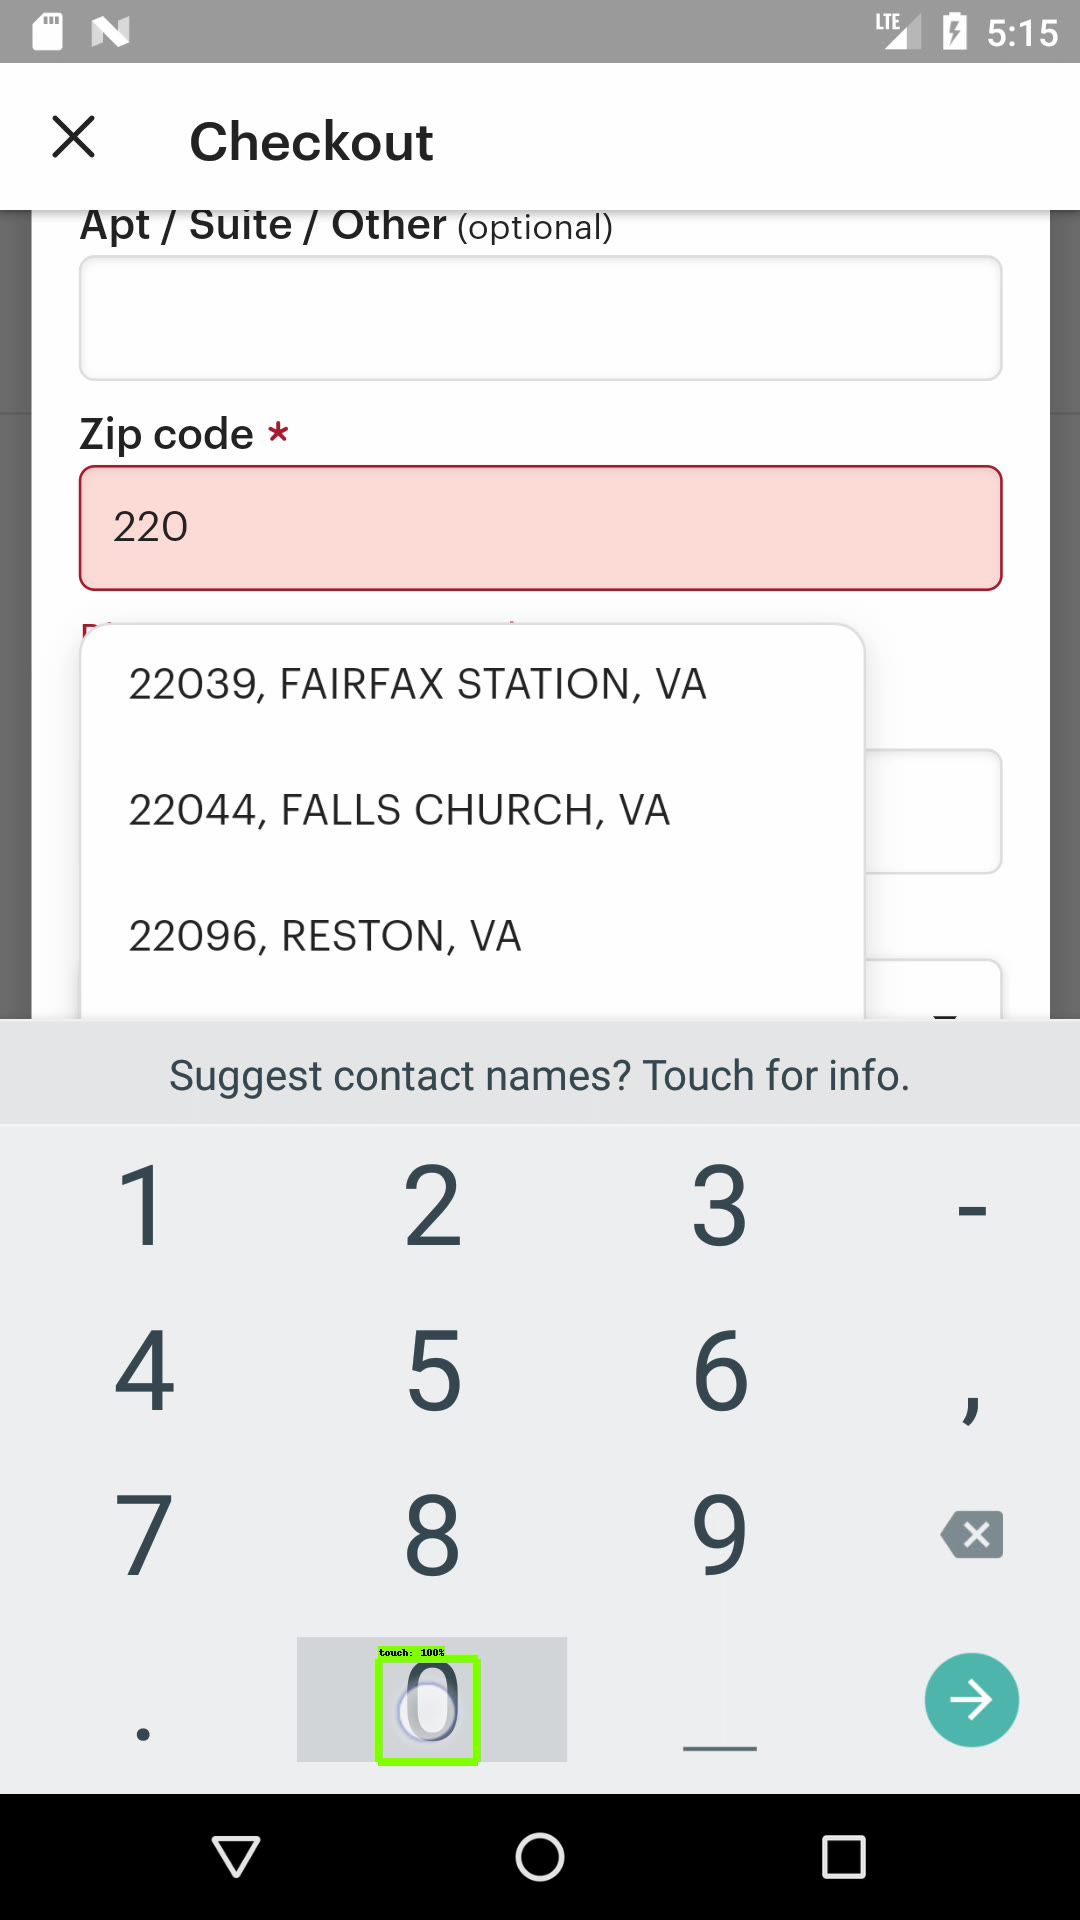 LTE 5:15
Checkout
Apt / Suite / Other (optional)
Zip code *
220
22039, FAIRFAX STATION, VA
22044, FALLS CHURCH, VA
22096, RESTON, VA
Suggest contact names? Touch for info.
1 2 3 -
4 5 6 ,
7 8 9
touch: 100%
. 0 _